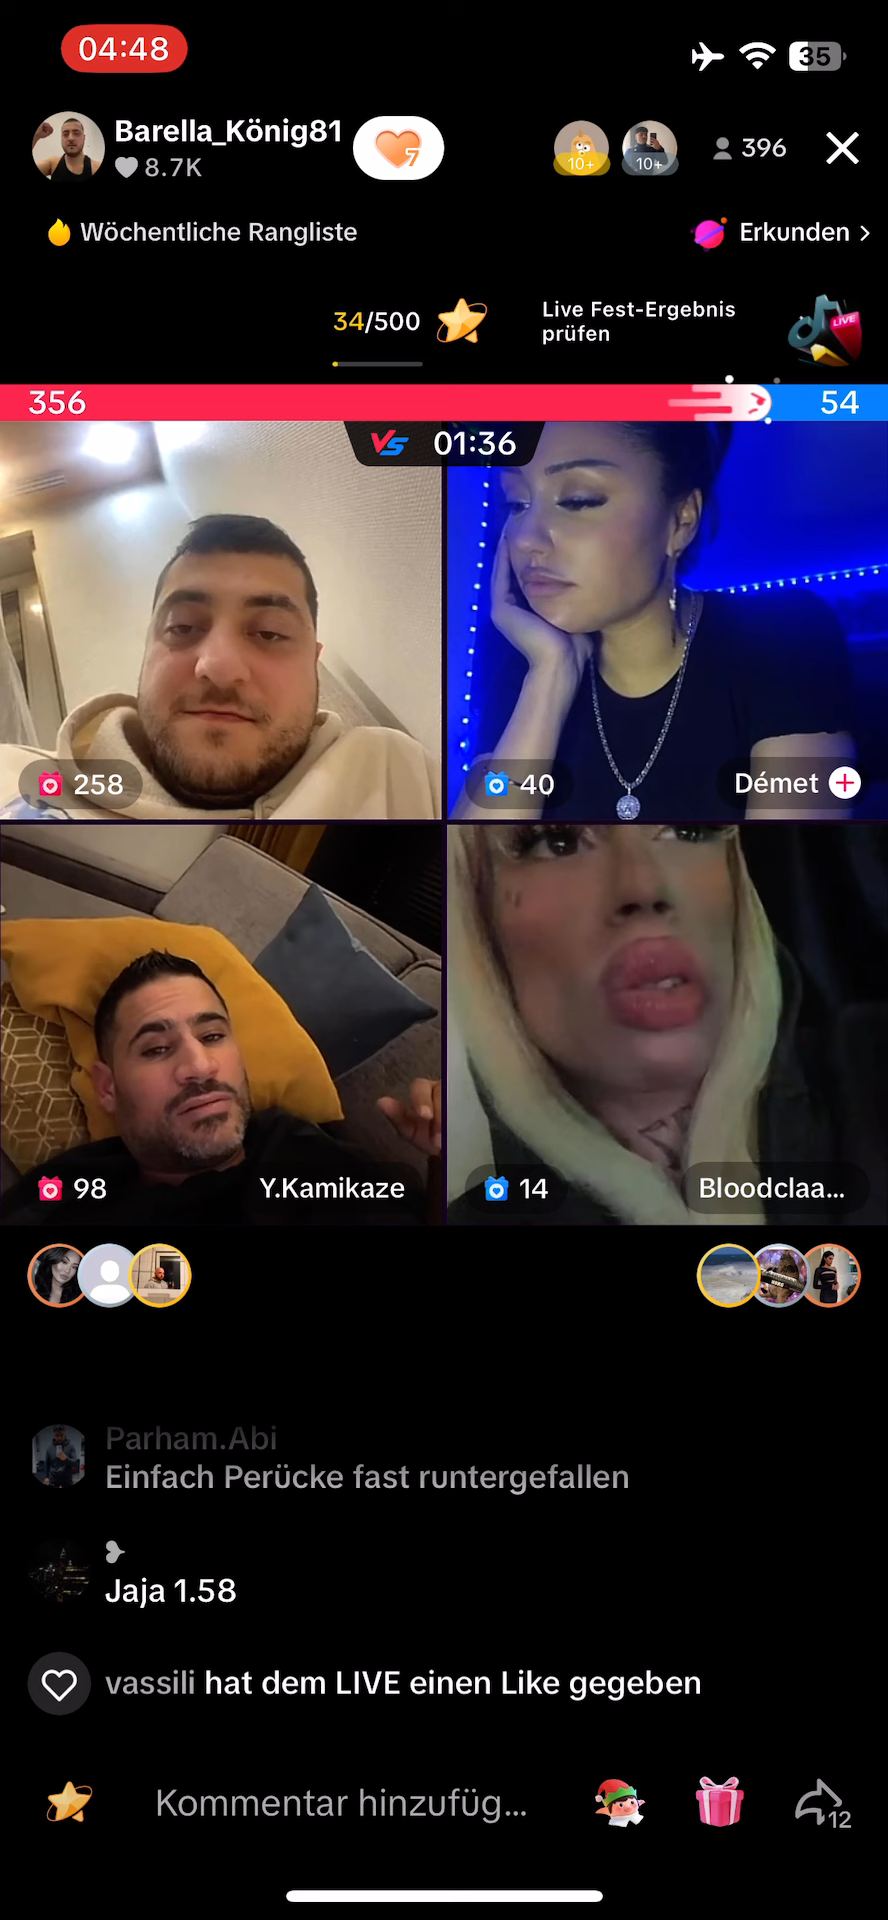 04:48
35
Barella_König81
8.7K
7
10+
10+
396
Wöchentliche Rangliste
Erkunden >
34/500
Live Fest-Ergebnis
prüfen
LIVE
356
54
VS 01:36
258
40
Démet
98
Y.Kamikaze
14
Bloodclaa...
Parham.Abi
Einfach Perücke fast runtergefallen
Jaja 1.58
vassili hat dem LIVE einen Like gegeben
Kommentar hinzufüg...
12